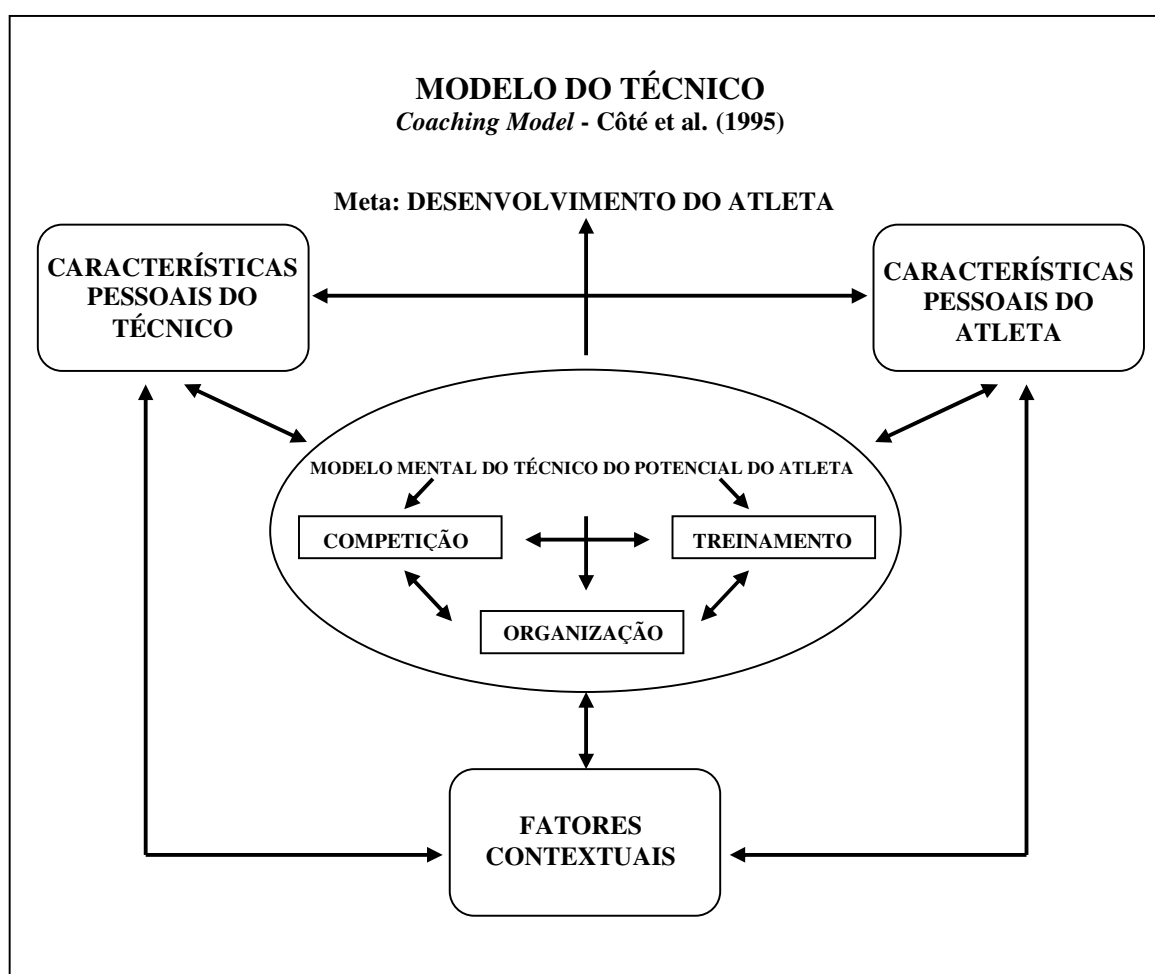 MODELO DO TÉCNICO
Coaching Model - Côté et al. (1995)
Meta: DESENVOLVIMENTO DO ATLETA
CARACTERÍSTICAS
PESSOAIS DO
TÉCNICO
CARACTERÍSTICAS
PESSOAIS DO
ATLETA
MODELO MENTAL DO TÉCNICO DO POTENCIAL DO ATLETA
COMPETIÇÃO
TREINAMENTO
ORGANIZAÇÃO
FATORES
CONTEXTUAIS